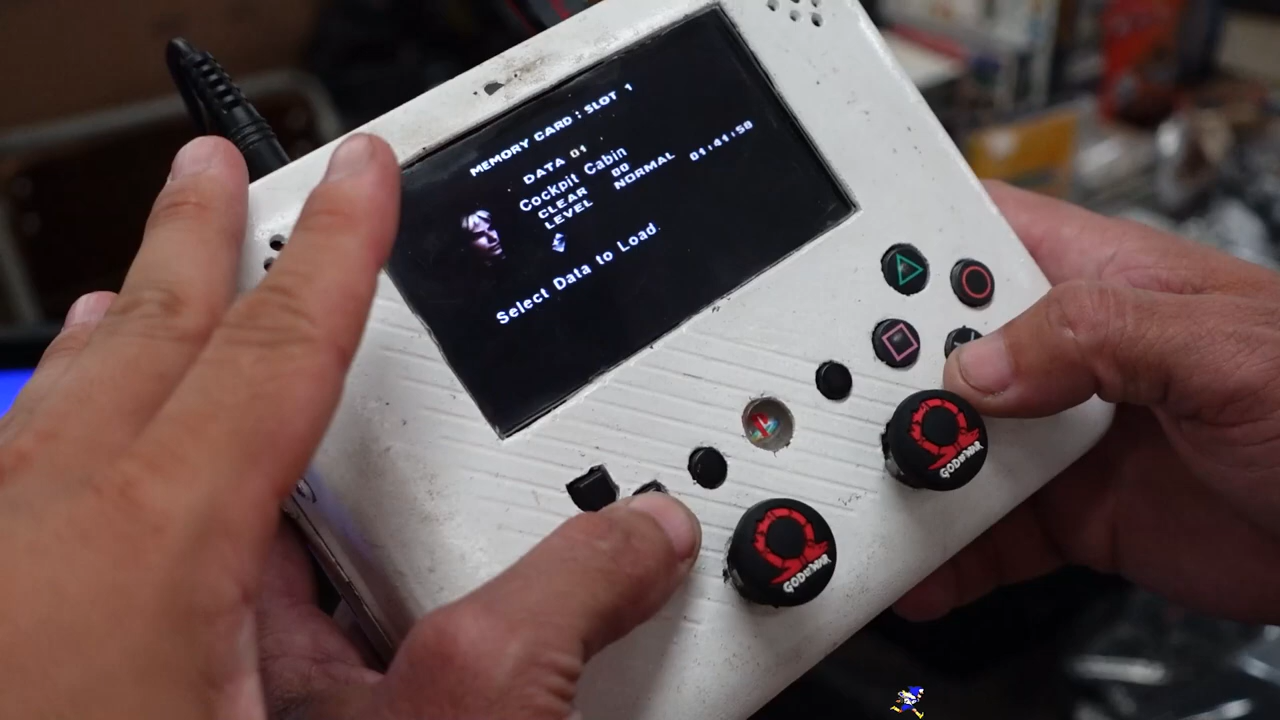 MEMORY CARD : SLOT 1
DATA 01
Cockpit Cabin
CLEAR 00
LEVEL NORMAL 01:41:58
Select Data to Load.
GOD OF WAR
GOD OF WAR